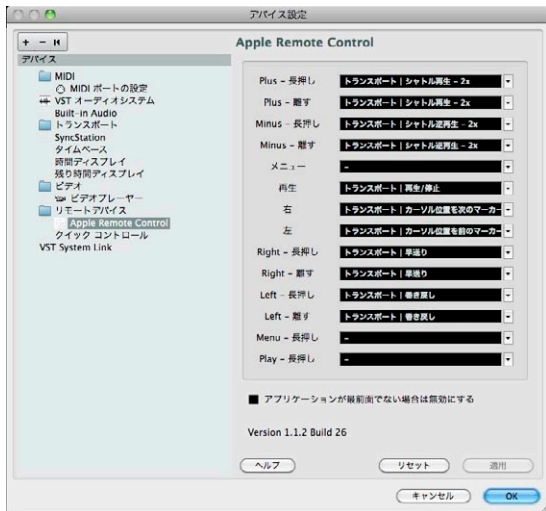 デバイス設定
+ - |◀
デバイス
MIDI
MIDI ポートの設定
VST オーディオシステム
Built-in Audio
トランスポート
SyncStation
タイムベース
時間ディスプレイ
残り時間ディスプレイ
ビデオ
ビデオプレーヤー
リモートデバイス
Apple Remote Control
クイック コントロール
VST System Link
Apple Remote Control
Plus - 長押し トランスポート | シャトル再生 - 2x
Plus - 離す トランスポート | シャトル再生 - 2x
Minus - 長押し トランスポート | シャトル逆再生 - 2x
Minus - 離す トランスポート | シャトル逆再生 - 2x
メニュー -
再生 トランスポート | 再生/停止
右 トランスポート | カーソル位置を次のマーカー
左 トランスポート | カーソル位置を前のマーカー
Right - 長押し トランスポート | 早送り
Right - 離す トランスポート | 早送り
Left - 長押し トランスポート | 巻き戻し
Left - 離す トランスポート | 巻き戻し
Menu - 長押し -
Play - 長押し -
アプリケーションが最前面でない場合は無効にする
Version 1.1.2 Build 26
ヘルプ リセット 適用
キャンセル OK